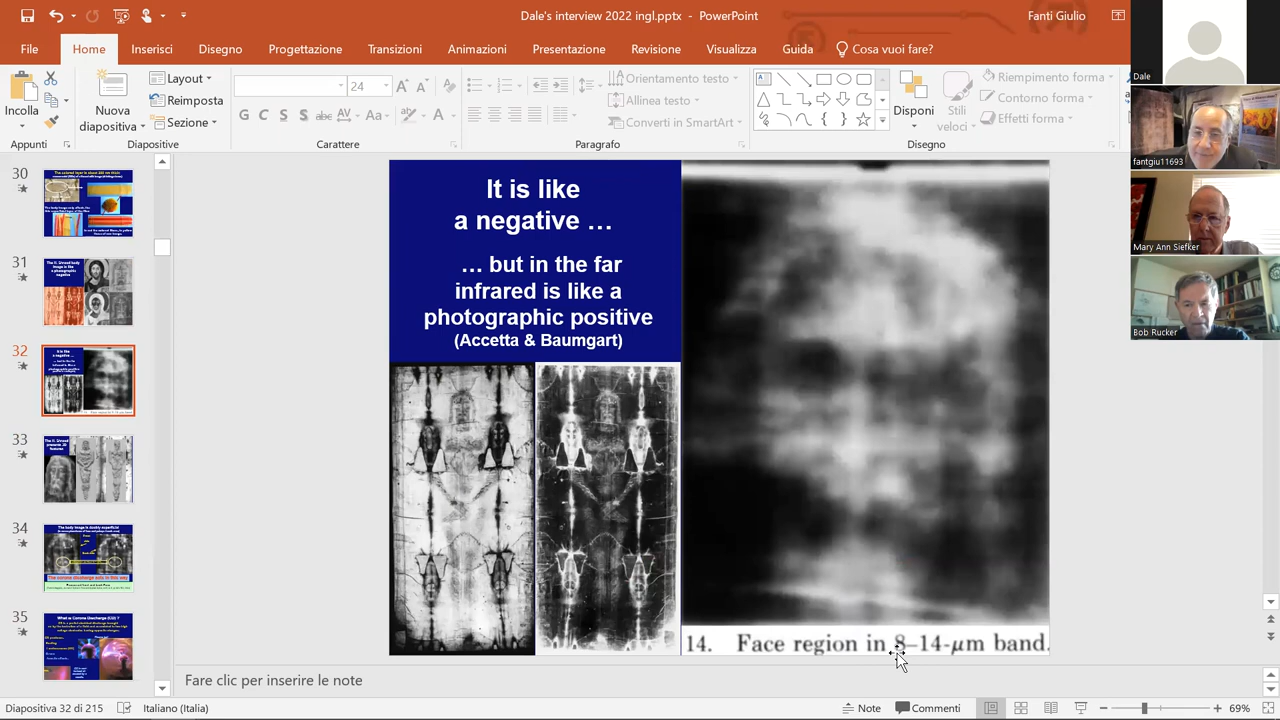 Dale's interview 2022 ingl.pptx - PowerPoint
Fanti Giulio
File Home Inserisci Disegno Progettazione Transizioni Animazioni Presentazione Revisione Visualizza Guida Cosa vuoi fare?
Incolla
Nuova
diapositiva
Layout
Reimposta
Sezione
24
G C S S abc AV Aa A
Orientamento testo
Allinea testo
Converti in SmartArt
Stili
veloci
Riempimento forma
Contorno forma
Effetti forma
Appunti
Diapositive
Carattere
Paragrafo
Disegno
Dale
fantgiu11693
Mary Ann Siefker
Bob Rucker
30
31
32
33
34
35
It is like
a negative …
… but in the far
infrared is like a
photographic positive
(Accetta & Baumgart)
14. region in 8-14-μm band.
Fare clic per inserire le note
Diapositiva 32 di 215
Italiano (Italia)
Note
Commenti
69%